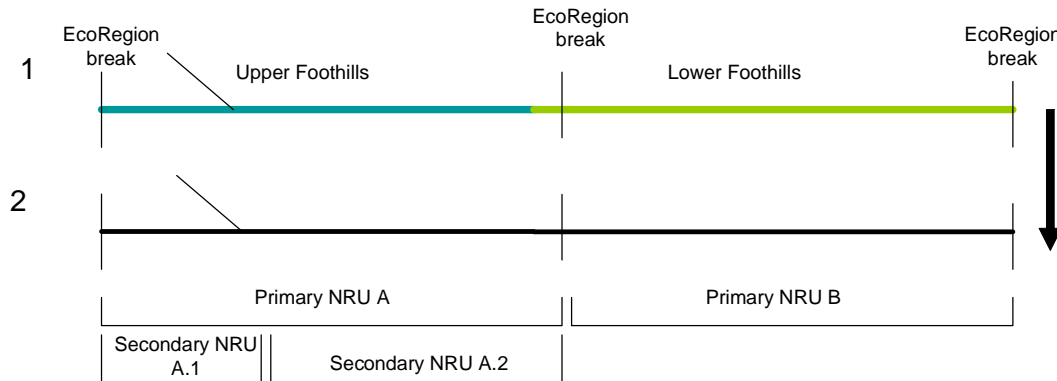 EcoRegion
break
EcoRegion
break
EcoRegion
break
1
Upper Foothills
Lower Foothills
2
Primary NRU A
Primary NRU B
Secondary NRU
A.1
Secondary NRU A.2